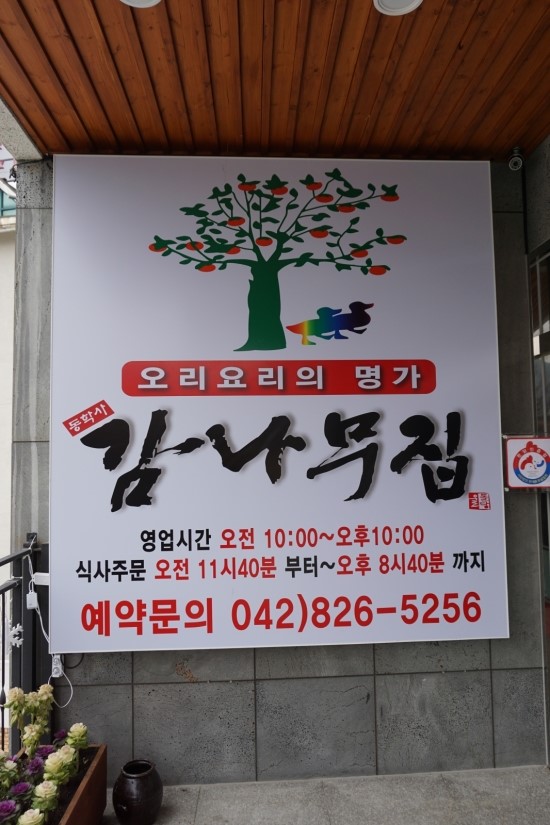 오리요리의 명가
동학사
감나무집
영업시간 오전 10:00~오후10:00
식사주문 오전 11시40분 부터~오후 8시40분 까지
예약문의 042)826-5256